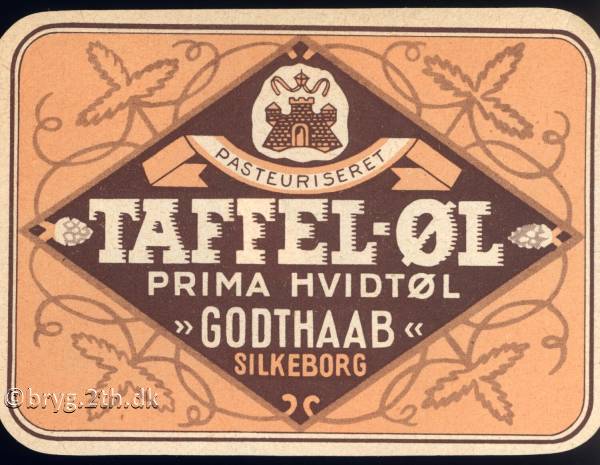 PASTEURISERET
TAFFEL-ØL
PRIMA HVIDTØL
»GODTHAAB«
SILKEBORG
© bryg.2th.dk